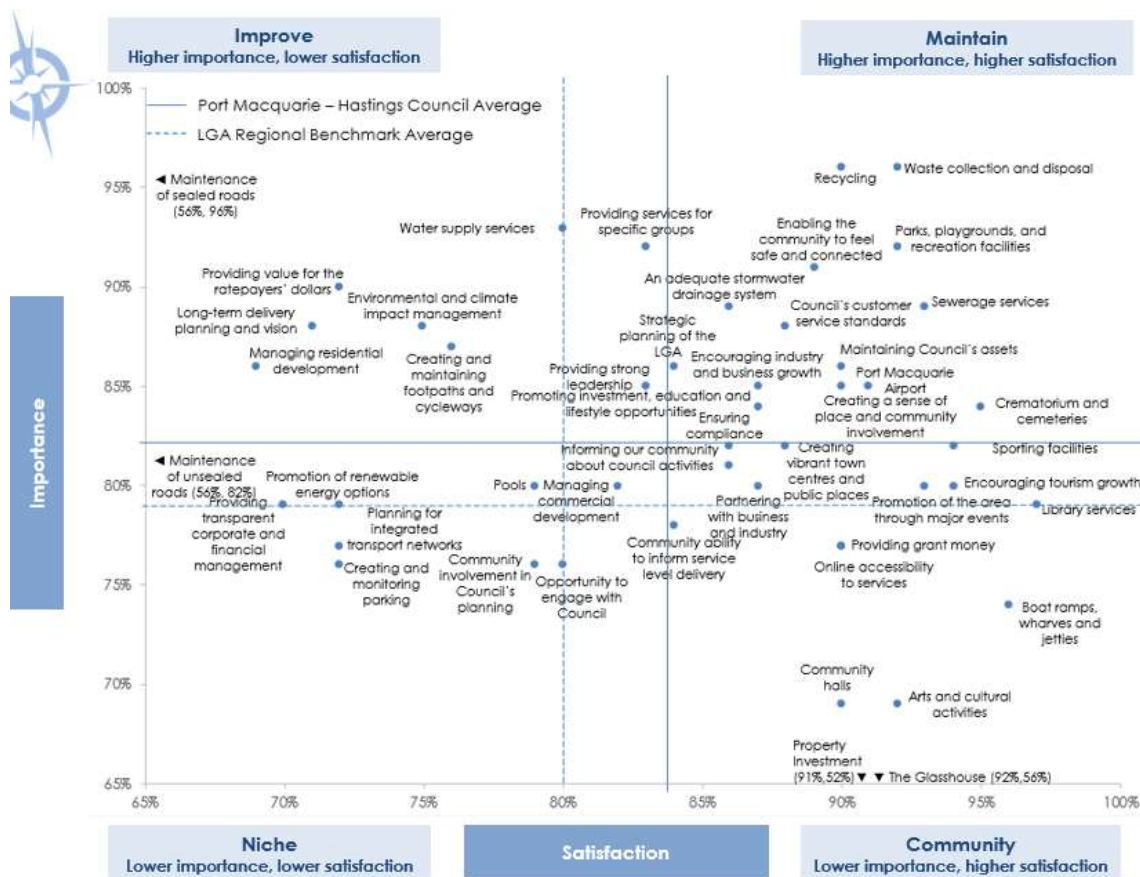 Improve
Higher importance, lower satisfaction
Maintain
Higher importance, higher satisfaction
100%
Port Macquarie – Hastings Council Average
LGA Regional Benchmark Average
95%
◄ Maintenance
of sealed roads
(56%, 96%)
Recycling
Waste collection and disposal
Water supply services
Providing services for
specific groups
Enabling the
community to feel
safe and connected
Parks, playgrounds, and
recreation facilities
90%
Providing value for the
ratepayers' dollars
Long-term delivery
planning and vision
Environmental and climate
impact management
An adequate stormwater
drainage system
Council's customer
service standards
Sewerage services
Managing residential
development
Creating and
maintaining
footpaths and
cycleways
Strategic
planning of the
LGA
Encouraging industry
and business growth
Maintaining Council's assets
85%
Providing strong
leadership
Promoting investment, education and
lifestyle opportunities
Ensuring
compliance
Port Macquarie
Airport
Creating a sense of
place and community
involvement
Crematorium and
cemeteries
Importance
◄ Maintenance
of unsealed
roads (56%, 82%)
Promotion of renewable
energy options
Informing our community
about council activities
Creating
vibrant town
centres and
public places
Sporting facilities
80%
Pools
Managing
commercial
development
Partnering
with business
and industry
Encouraging tourism growth
Promotion of the area
through major events
Library services
Providing
transparent
corporate and
financial
management
Planning for
integrated
transport networks
Creating and
monitoring
parking
Community
involvement in
Council's
planning
Opportunity to
engage with
Council
Community ability
to inform service
level delivery
Providing grant money
Online accessibility
to services
75%
Boat ramps,
wharves and
jetties
70%
Community
halls
Arts and cultural
activities
Property
Investment
(91%,52%)▼ ▼ The Glasshouse (92%,56%)
65%
65% 70% 75% 80% 85% 90% 95% 100%
Niche
Lower importance, lower satisfaction
Satisfaction
Community
Lower importance, higher satisfaction